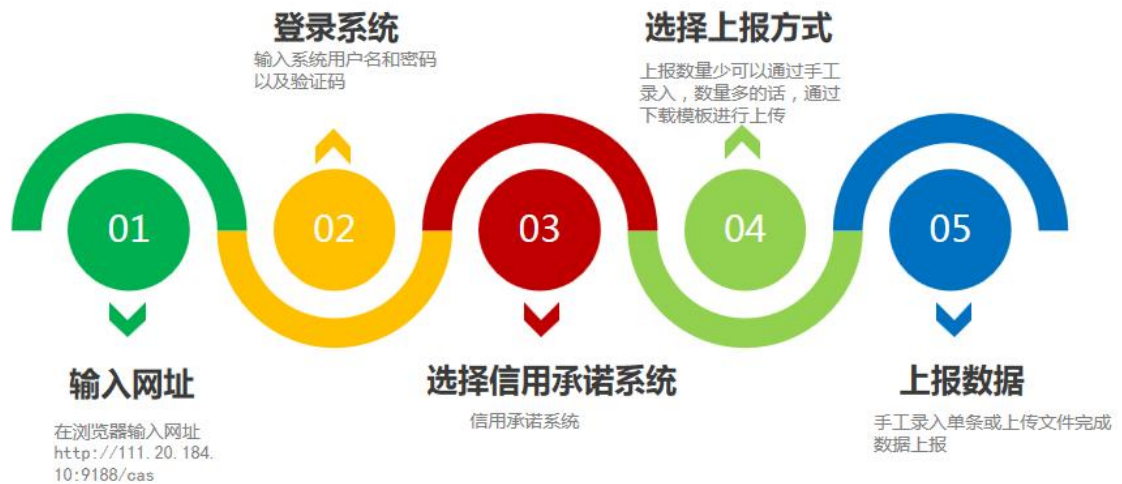 01
输入网址
在浏览器输入网址
http://111.20.184.
10:9188/cas
登录系统
输入系统用户名和密码
以及验证码
02
03
选择信用承诺系统
信用承诺系统
选择上报方式
上报数量少可以通过手工
录入，数量多的话，通过
下载模板进行上传
04
05
上报数据
手工录入单条或上传文件完成
数据上报